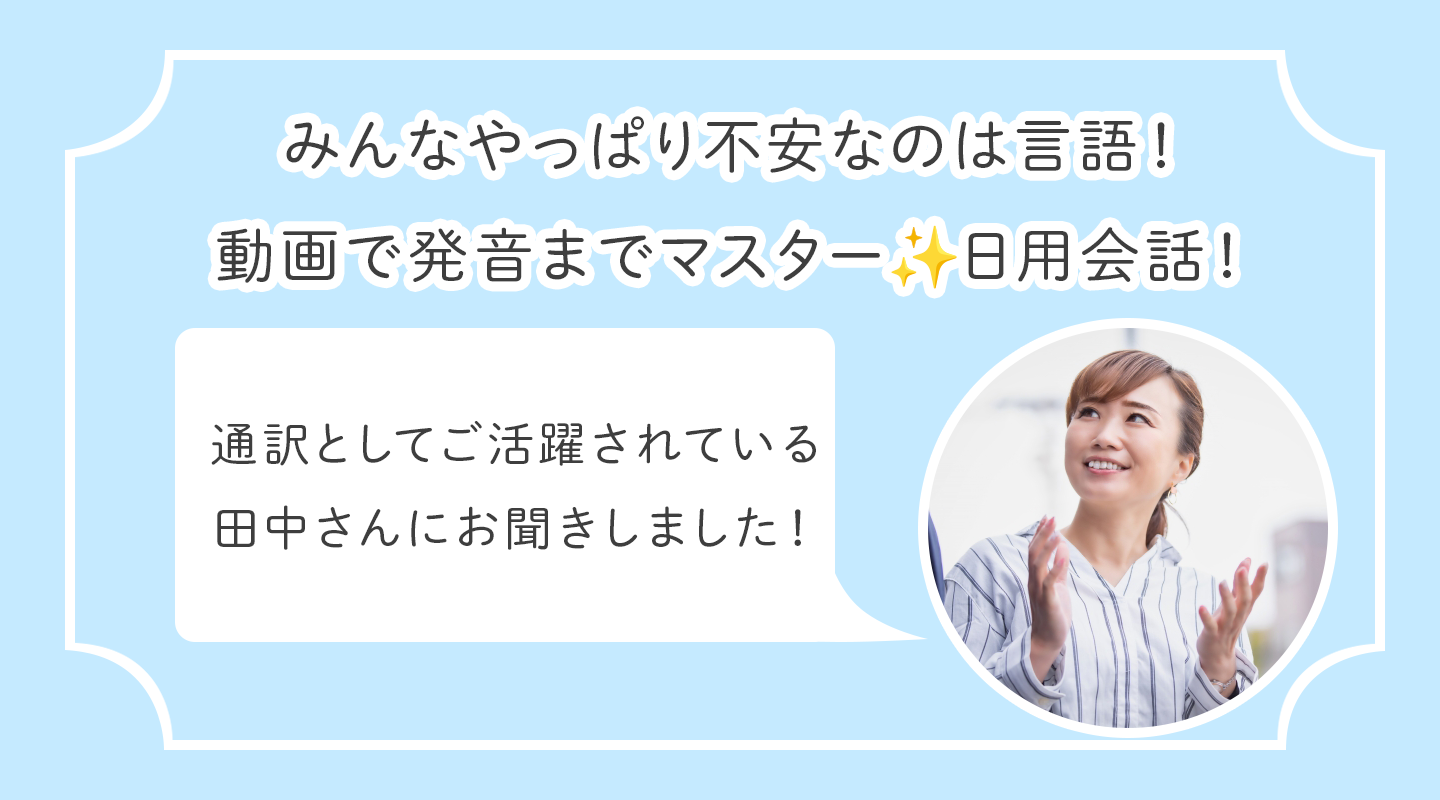 みんなやっぱり不安なのは言語！
動画で発音までマスター✨日用会話！
通訳としてご活躍されている
田中さんにお聞きしました！